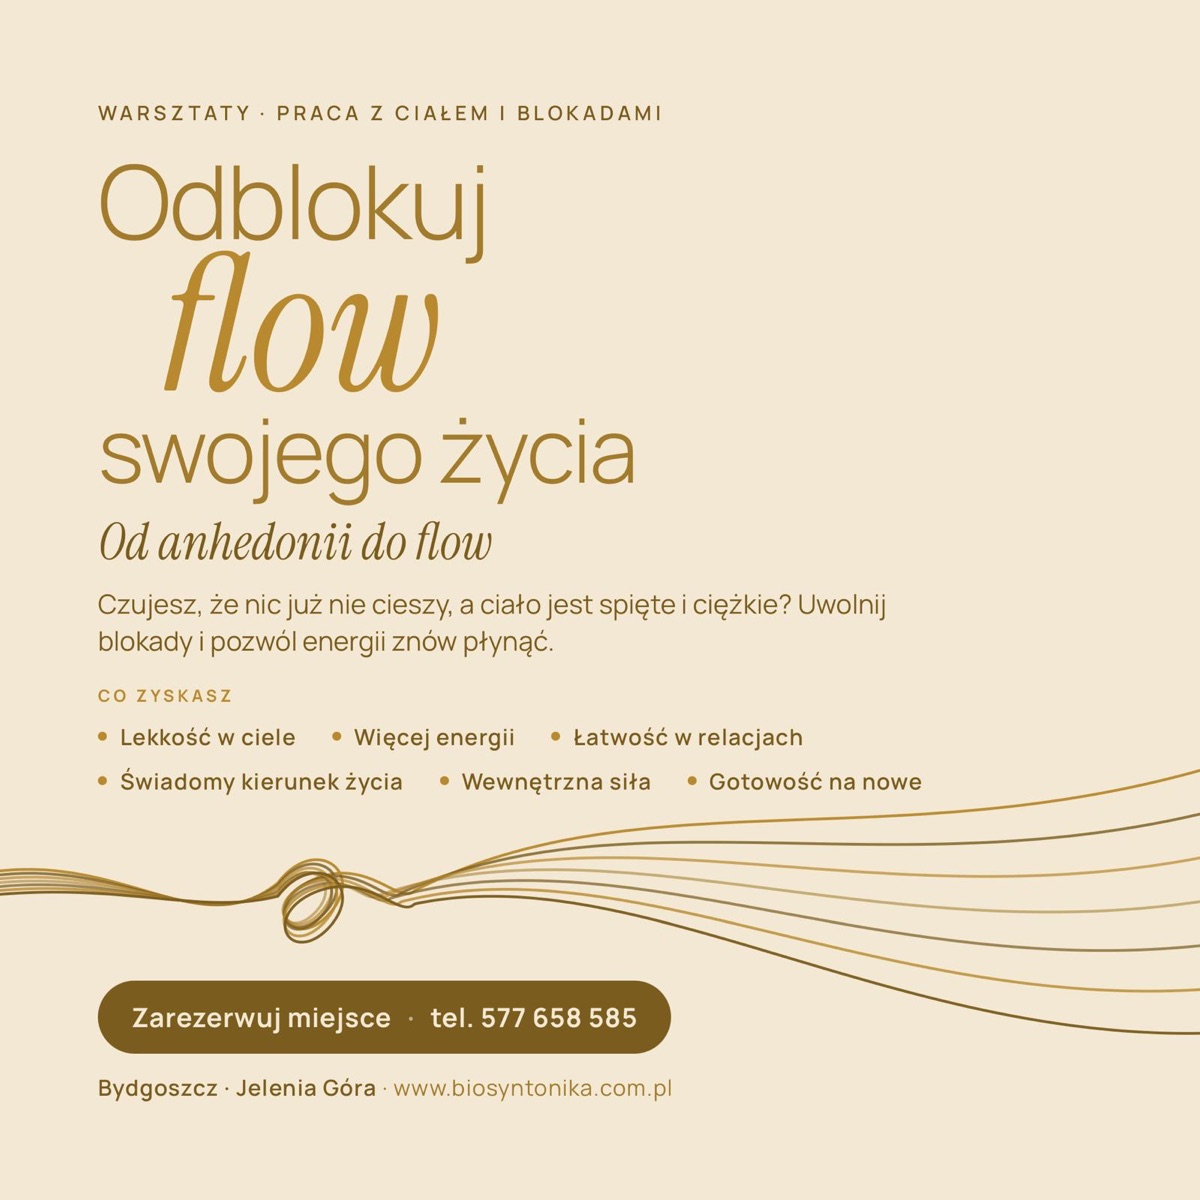 WARSZTATY · PRACA Z CIAŁEM I BLOKADAMI
Odblokuj
flow
swojego życia
Od anhedonii do flow
Czujesz, że nic już nie cieszy, a ciało jest spięte i ciężkie? Uwolnij
blokady i pozwól energii znów płynąć.
CO ZYSKASZ
• Lekkość w ciele • Więcej energii • Łatwość w relacjach
• Świadomy kierunek życia • Wewnętrzna siła • Gotowość na nowe
Zarezerwuj miejsce · tel. 577 658 585
Bydgoszcz · Jelenia Góra · www.biosyntonika.com.pl